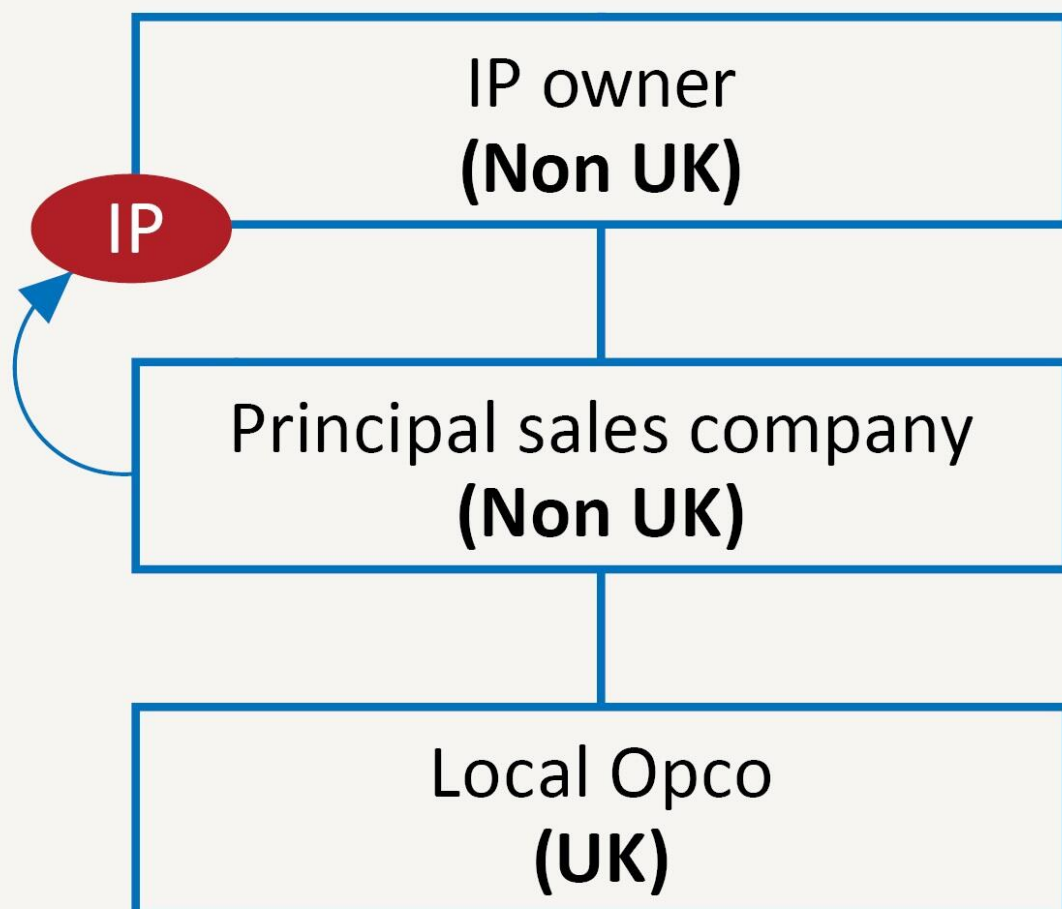 IP owner
(Non UK)
IP
Principal sales company
(Non UK)
Local Opco
(UK)